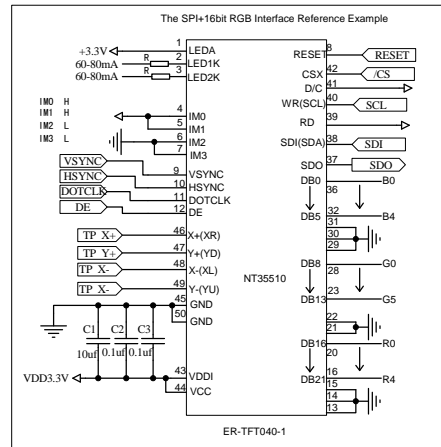 The SPI+16bit RGB Interface Reference Example
+3.3V 1 LEDA
60-80mA R 2 LED1K
60-80mA R 3 LED2K
IM0 H
IM1 H
IM2 L
IM3 L
4 IM0
5 IM1
6 IM2
7 IM3
VSYNC 9 VSYNC
HSYNC 10 HSYNC
DOTCLK 11 DOTCLK
DE 12 DE
TP X+ 46 X+(XR)
TP Y+ 47 Y+(YD)
TP X- 48 X-(XL)
TP X- 49 Y-(YU)
45 GND
50 GND
C1 C2 C3
10uf 0.1uf 0.1uf
VDD3.3V 43 VDDI
44 VCC
RESET 8 RESET
CSX 42 /CS
D/C 41
WR(SCL) 40 SCL
RD 39
SDI(SDA) 38 SDI
SDO 37 SDO
DB0 36 B0
DB5 32 B4
31
30
29
NT35510
DB8 28 G0
DB13 23 G5
22
21
DB16 20 R0
DB21 16 R4
15
14
13
ER-TFT040-1